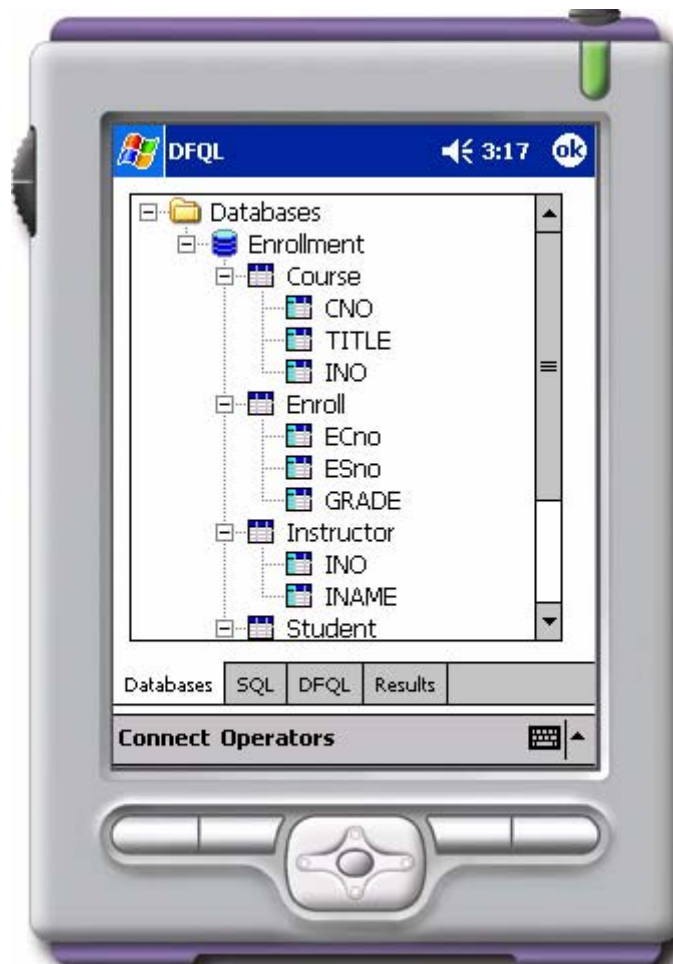 DFQL 3:17 ok
Databases
Enrollment
Course
CNO
TITLE
INO
Enroll
ECno
ESno
GRADE
Instructor
INO
INAME
Student
Databases SQL DFQL Results
Connect Operators